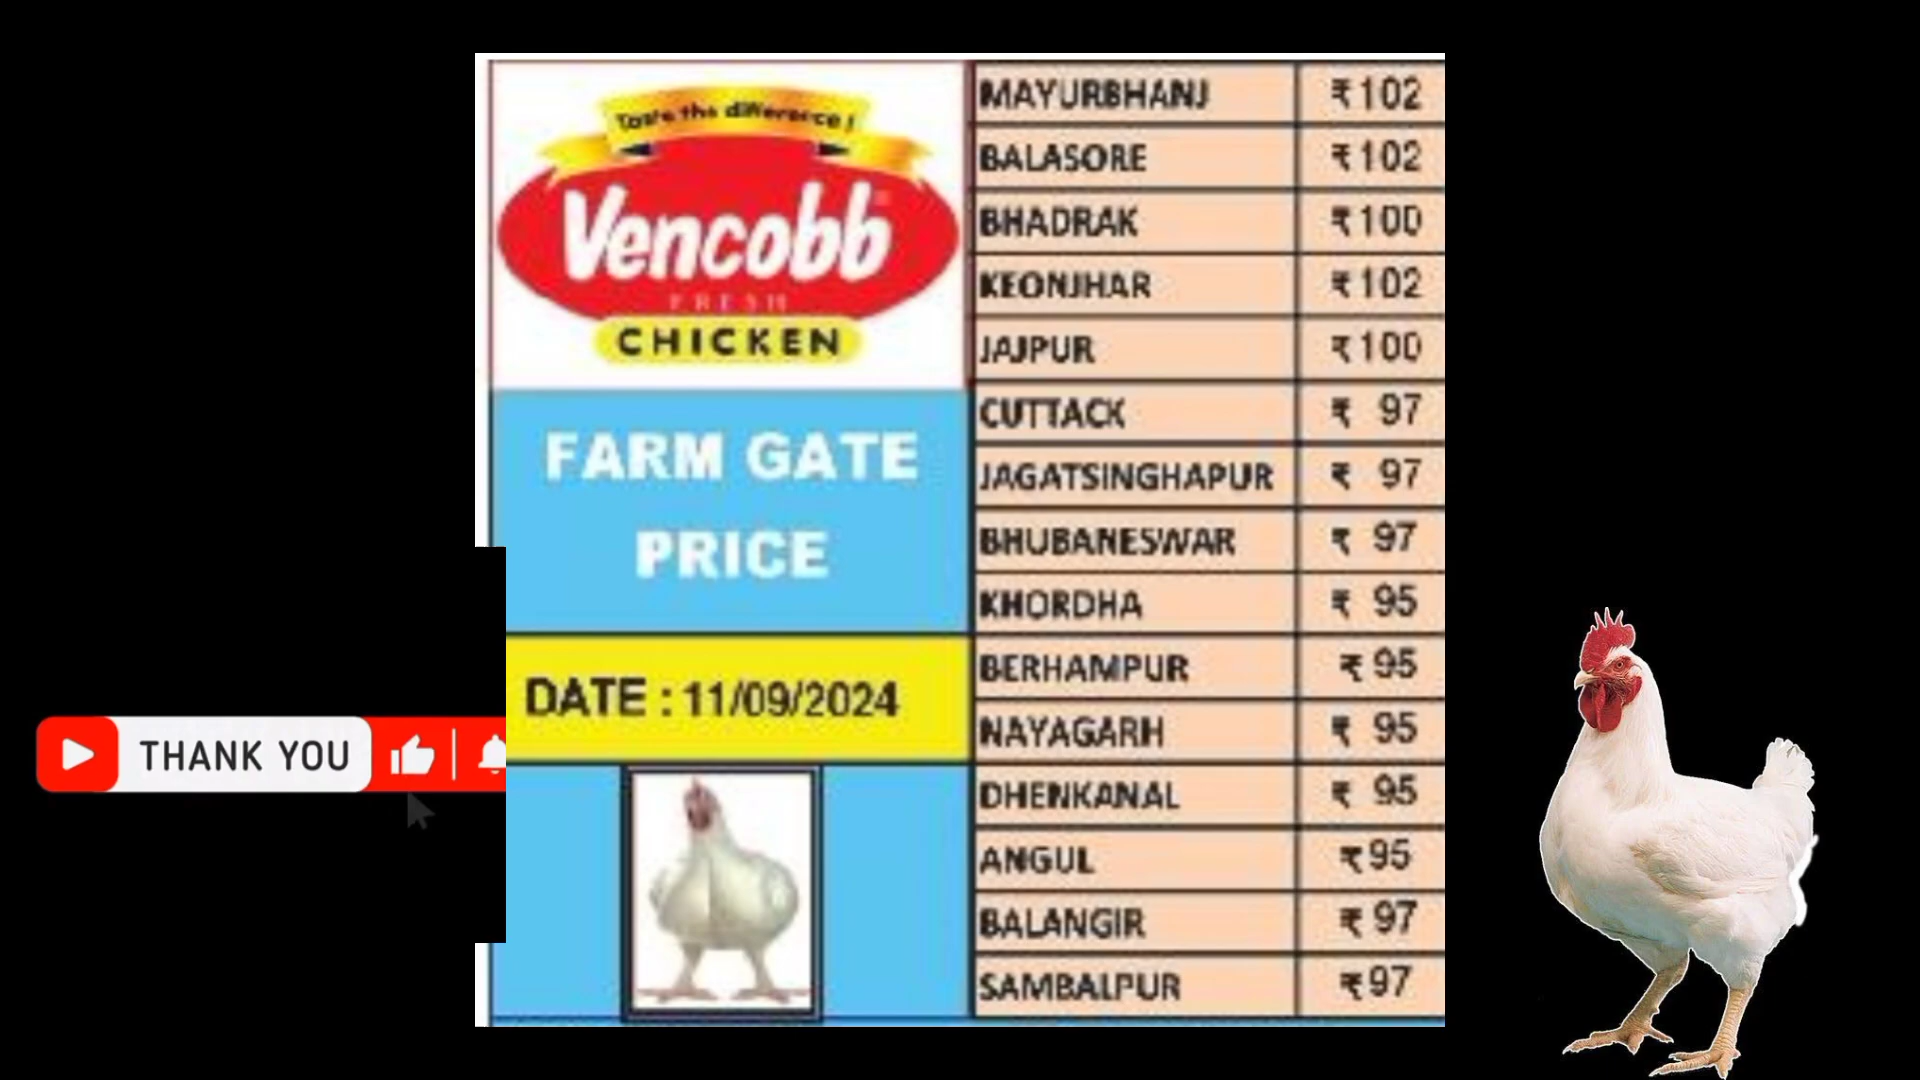 Taste the difference !
Vencobb
FRESH
CHICKEN
FARM GATE
PRICE
DATE : 11/09/2024
THANK YOU
MAYURBHANJ ₹ 102
BALASORE ₹ 102
BHADRAK ₹ 100
KEONJHAR ₹ 102
JAJPUR ₹ 100
CUTTACK ₹ 97
JAGATSINGHAPUR ₹ 97
BHUBANESWAR ₹ 97
KHORDHA ₹ 95
BERHAMPUR ₹ 95
NAYAGARH ₹ 95
DHENKANAL ₹ 95
ANGUL ₹ 95
BALANGIR ₹ 97
SAMBALPUR ₹ 97